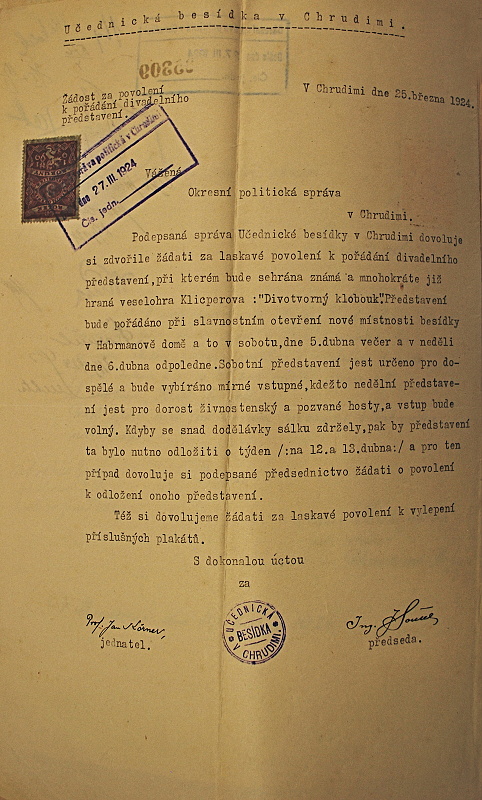 Učednická besídka v Chrudimi.
V Chrudimi dne 25.března 1924.
Žádost za povolení
k pořádání divadelního
představení.
správa politická v Chrudimi
dne 27.III.1924
Čís. jedn.
Vážená
Okresní politická správa
v Chrudimi.
Podepsaná správa Učednické besídky v Chrudimi dovoluje
si zdvořile žádati za laskavé povolení k pořádání divadelního
představení,při kterém bude sehrána známá a mnohokráte již
hraná veselohra Klicperova :"Divotvorný klobouk".Představení
bude pořádáno při slavnostním otevření nové místnosti besídky
v Habrmanově domě a to v sobotu,dne 5.dubna večer a v neděli
dne 6.dubna odpoledne.Sobotní představení jest určeno pro do-
spělé a bude vybíráno mírné vstupné,kdežto nedělní představe-
ní jest pro dorost živnostenský a pozvané hosty,a vstup bude
volný. Kdyby se snad dodělávky sálku zdržely,pak by představení
ta bylo nutno odložiti o týden /:na 12.a 13.dubna:/ a pro ten
případ dovoluje si podepsané předsednictvo žádati o povolení
k odložení onoho představení.
Též si dovolujeme žádati za laskavé povolení k vylepení
příslušných plakátů.
S dokonalou úctou
za
Prof. Jan Körner,
jednatel.
UČEDNICKÁ
BESÍDKA
V CHRUDIMI.
Ing. J
předseda.